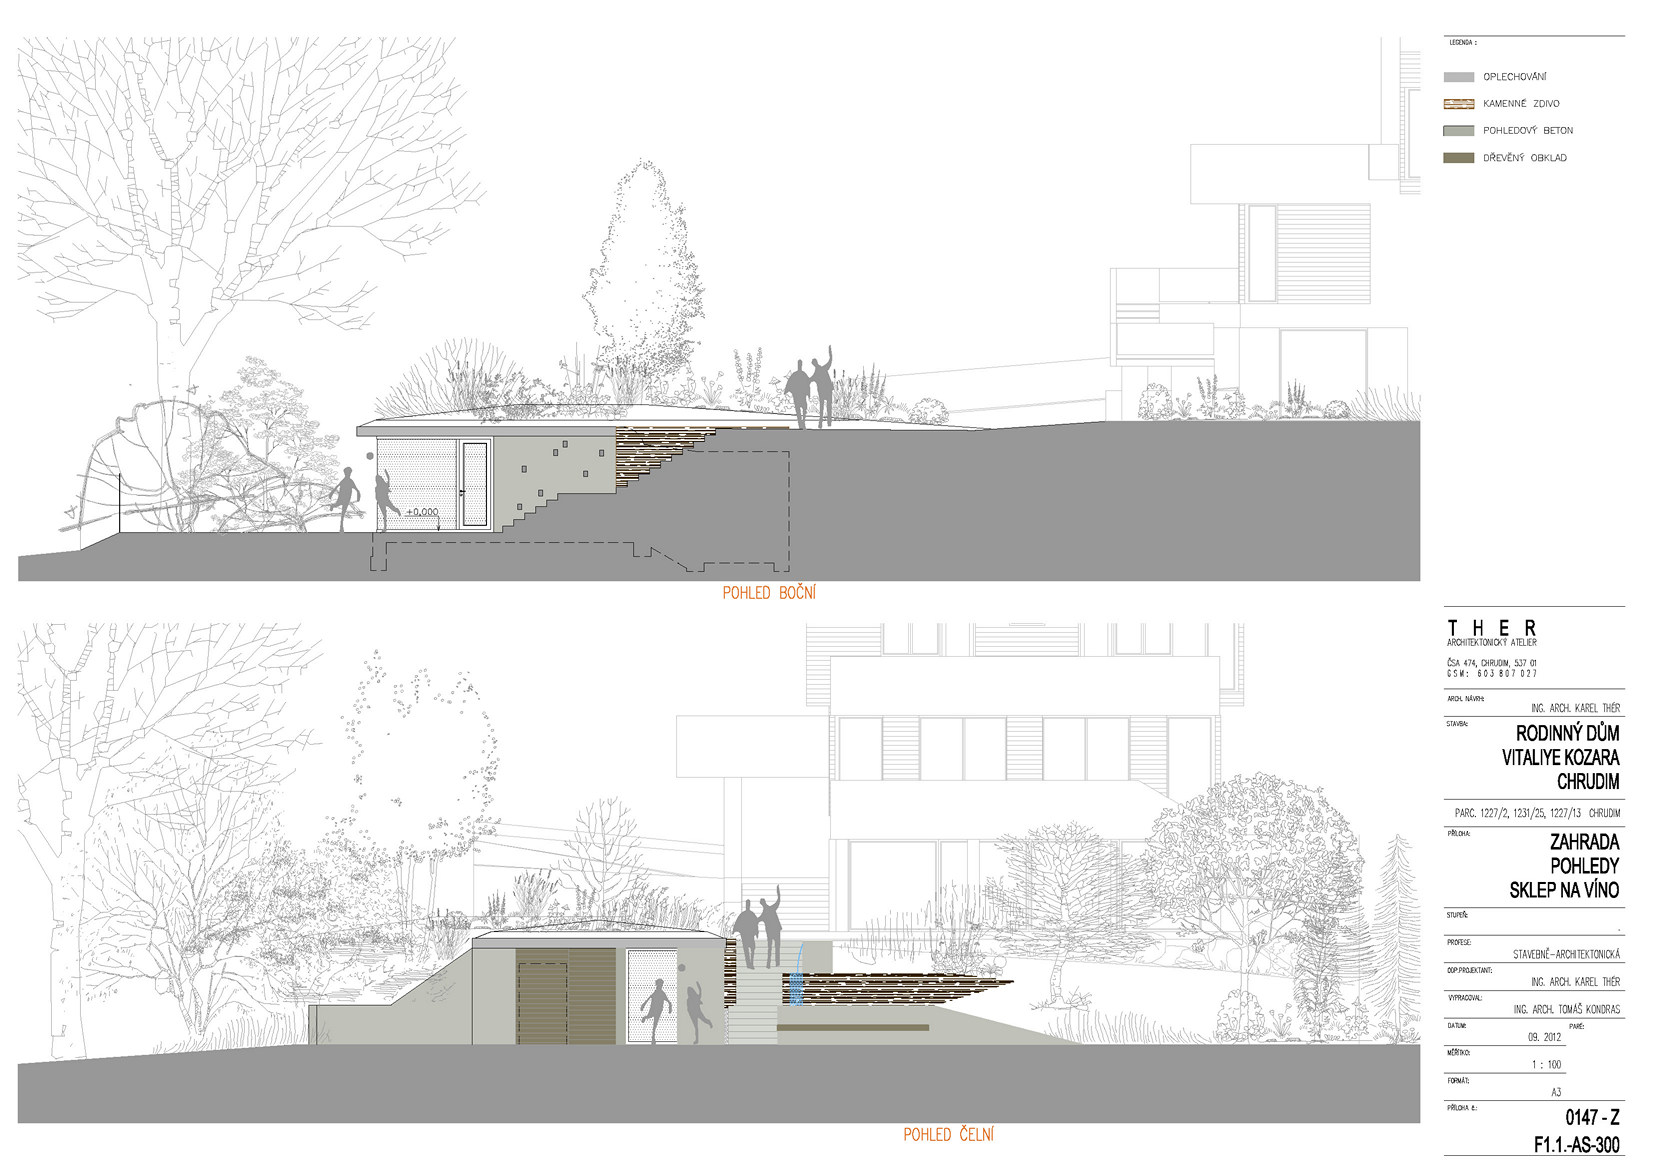 LEGENDA :
OPLECHOVÁNÍ
KAMENNÉ ZDIVO
POHLEDOVÝ BETON
DŘEVĚNÝ OBKLAD
+0,000
POHLED BOČNÍ
POHLED ČELNÍ
THER
ARCHITEKTONICKÝ ATELIER
ČSA 474, CHRUDIM, 537 01
GSM: 603 807 027
ARCH. NÁVRH:
ING. ARCH. KAREL THÉR
STAVBA:
RODINNÝ DŮM
VITALIYE KOZARA
CHRUDIM
PARC. 1227/2, 1231/25, 1227/13 CHRUDIM
PŘÍLOHA:
ZAHRADA
POHLEDY
SKLEP NA VÍNO
STUPEŇ:
-
PROFESE:
STAVEBNĚ-ARCHITEKTONICKÁ
ODP.PROJEKTANT:
ING. ARCH. KAREL THÉR
VYPRACOVAL:
ING. ARCH. TOMÁŠ KONDRAS
DATUM: PARÉ:
09. 2012
MĚŘÍTKO:
1 : 100
FORMÁT:
A3
PŘÍLOHA č.:
0147 - Z
F1.1.-AS-300